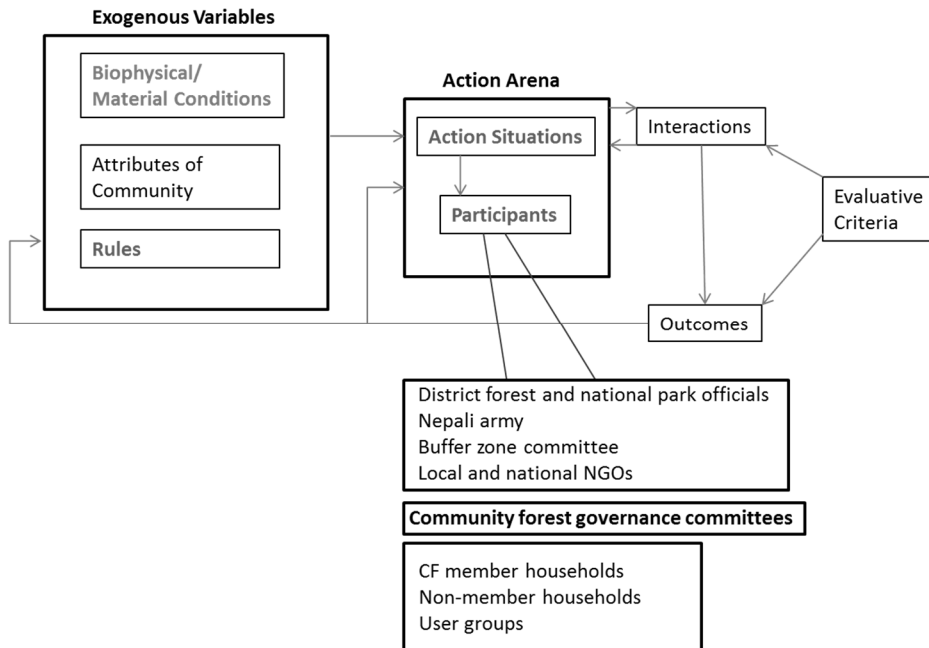 Exogenous Variables
Biophysical/
Material Conditions
Attributes of
Community
Rules
Action Arena
Action Situations
Participants
Interactions
Evaluative
Criteria
Outcomes
District forest and national park officials
Nepali army
Buffer zone committee
Local and national NGOs
Community forest governance committees
CF member households
Non-member households
User groups